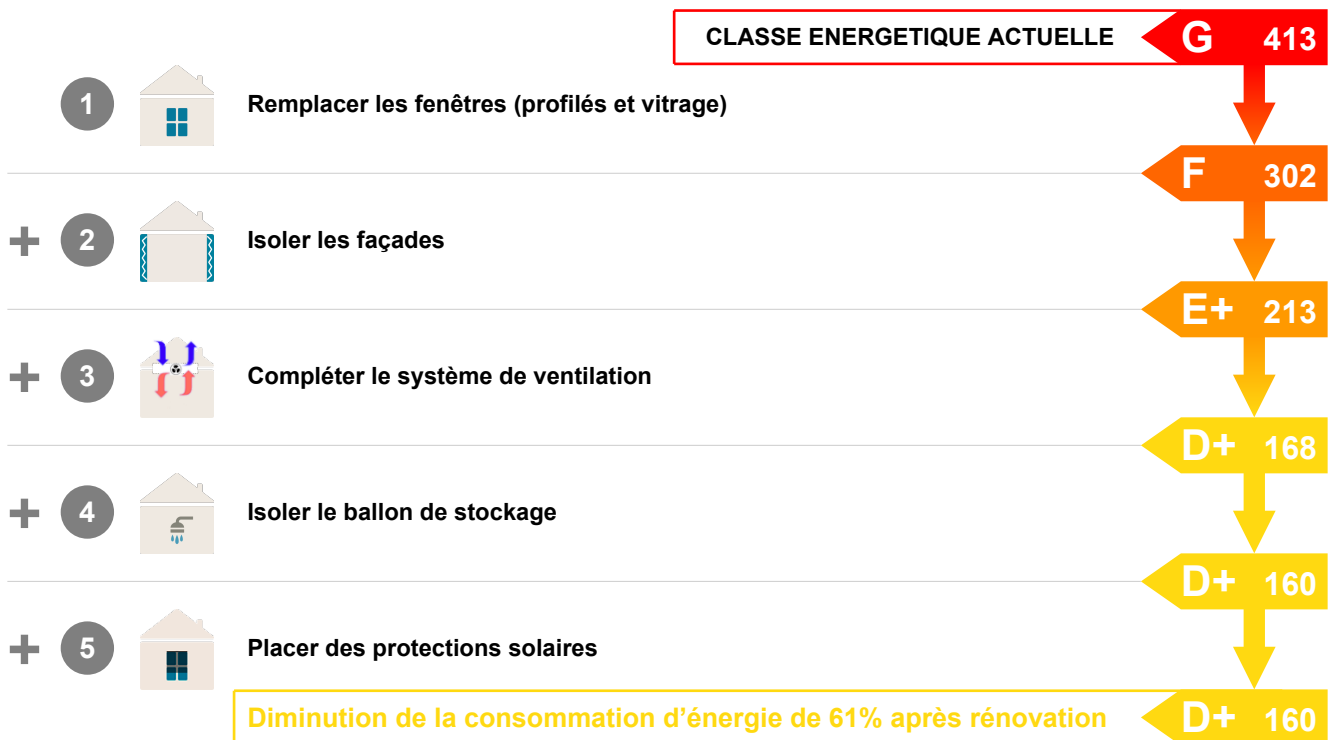 CLASSE ENERGETIQUE ACTUELLE G 413
1 Remplacer les fenêtres (profilés et vitrage)
F 302
+ 2 Isoler les façades
E+ 213
+ 3 Compléter le système de ventilation
D+ 168
+ 4 Isoler le ballon de stockage
D+ 160
+ 5 Placer des protections solaires
Diminution de la consommation d’énergie de 61% après rénovation D+ 160